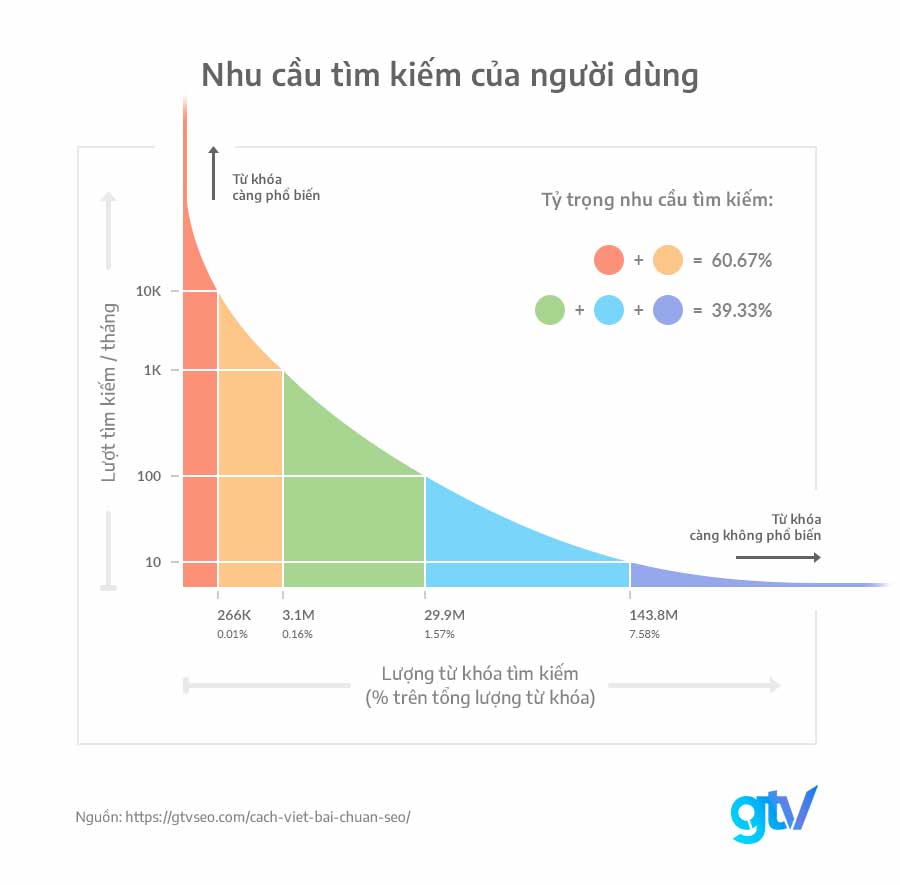 Nhu cầu tìm kiếm của người dùng
Từ khóa
càng phổ biến
Tỷ trọng nhu cầu tìm kiếm:
+ = 60.67%
+ + = 39.33%
Lượt tìm kiếm / tháng
10K
1K
100
10
Từ khóa
càng không phổ biến
266K 3.1M 29.9M 143.8M
0.01% 0.16% 1.57% 7.58%
Lượng từ khóa tìm kiếm
(% trên tổng lượng từ khóa)
Nguồn: https://gtvseo.com/cach-viet-bai-chuan-seo/
gtv